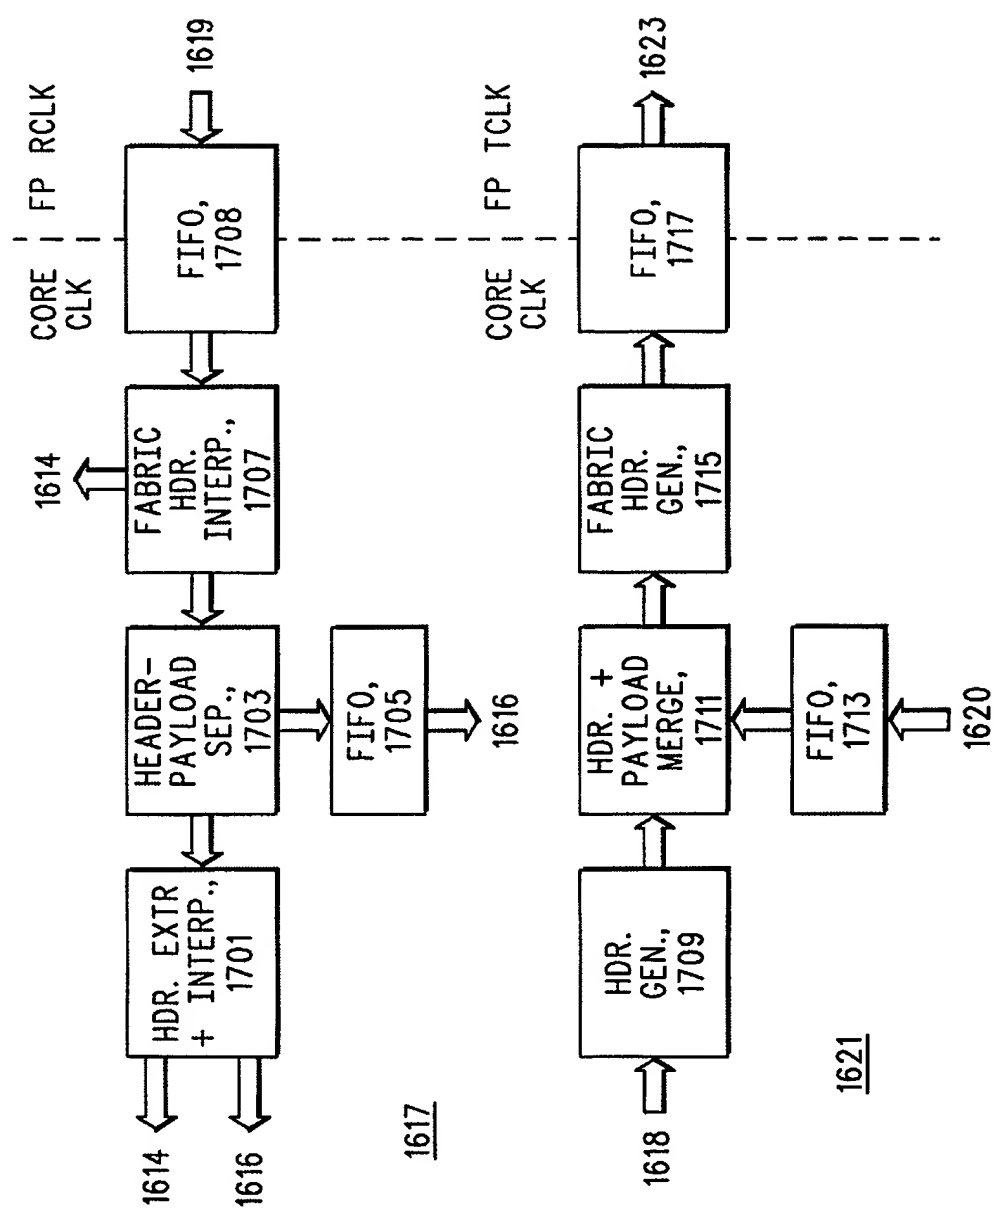 1614
1616
HDR. EXTR
+ INTERP.,
1701
HEADER-
PAYLOAD
SEP.,
1703
FIFO,
1705
1616
1614
FABRIC
HDR.
INTERP.,
1707
CORE
CLK
FP RCLK
FIFO,
1708
1619
1617
1618
HDR.
GEN.,
1709
HDR. +
PAYLOAD
MERGE,
1711
FIFO,
1713
1620
FABRIC
HDR.
GEN.,
1715
CORE
CLK
FP TCLK
FIFO,
1717
1623
1621